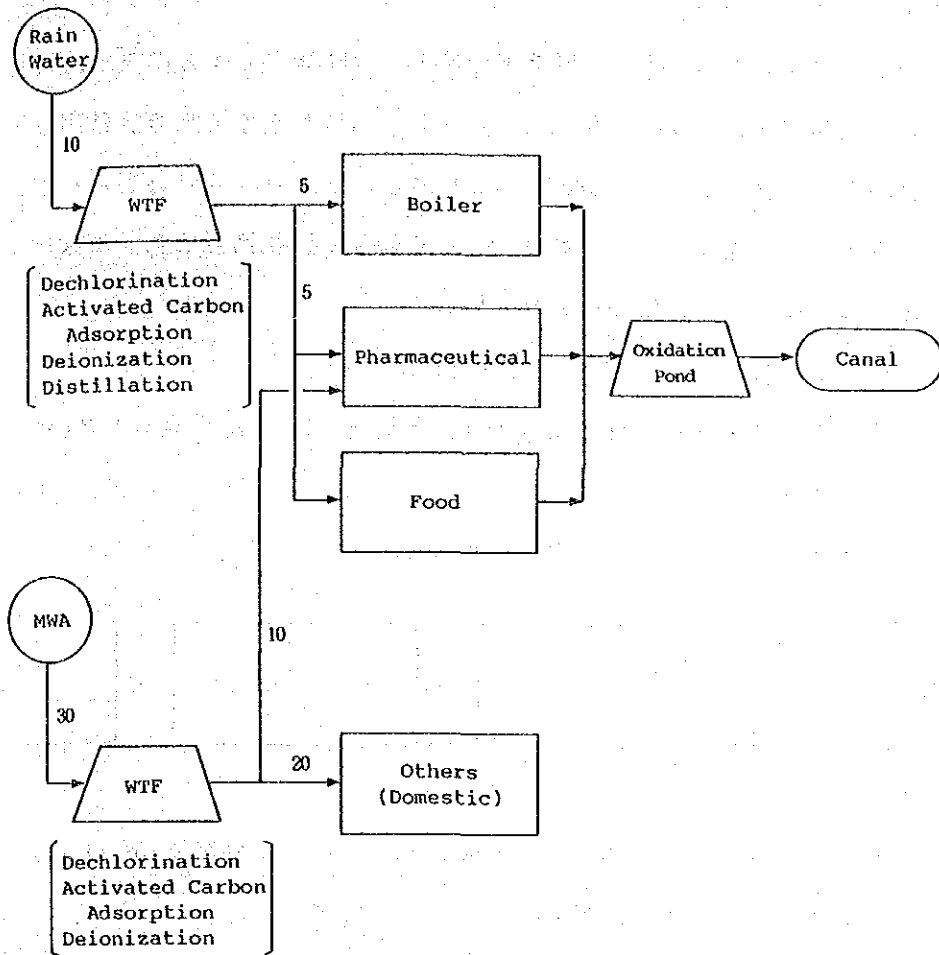 Rain
Water
10
WTF
5
Boiler
Dechlorination
Activated Carbon
Adsorption
Deionization
Distillation
5
Pharmaceutical
Oxidation
Pond
Canal
Food
MWA
10
30
WTF
20
Others
(Domestic)
Dechlorination
Activated Carbon
Adsorption
Deionization